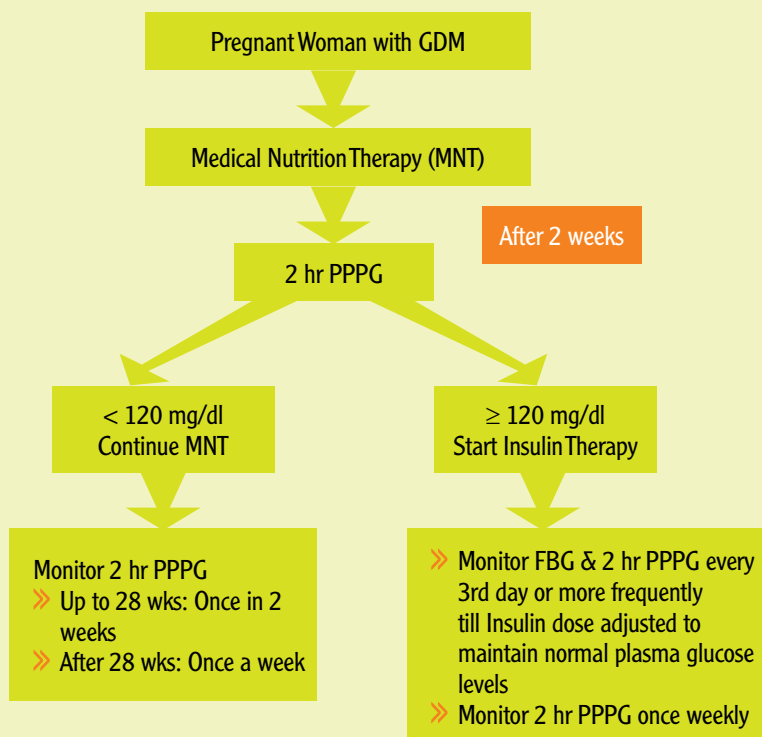 Pregnant Woman with GDM
Medical Nutrition Therapy (MNT)
After 2 weeks
2 hr PPPG
< 120 mg/dl
Continue MNT
≥ 120 mg/dl
Start Insulin Therapy
Monitor 2 hr PPPG
» Up to 28 wks: Once in 2
weeks
» After 28 wks: Once a week
» Monitor FBG & 2 hr PPPG every
3rd day or more frequently
till Insulin dose adjusted to
maintain normal plasma glucose
levels
» Monitor 2 hr PPPG once weekly